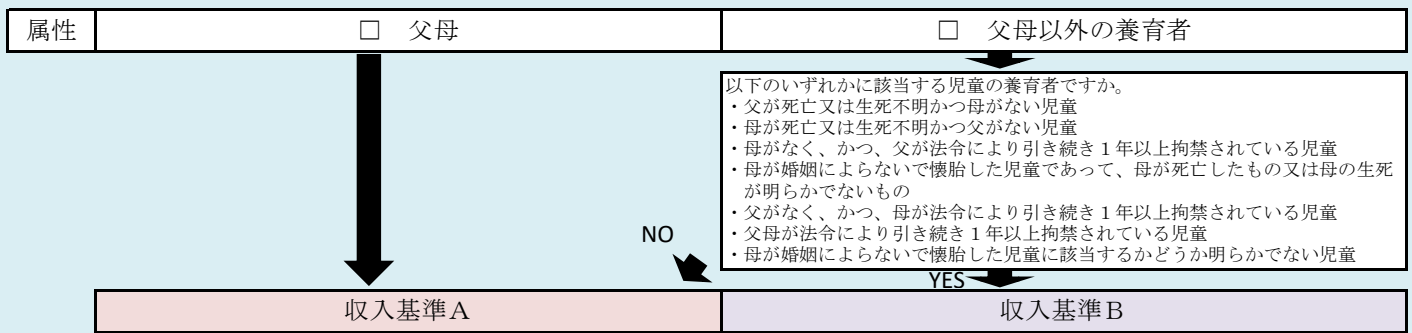 属性
□ 父母
□ 父母以外の養育者
以下のいずれかに該当する児童の養育者ですか。
・父が死亡又は生死不明かつ母がない児童
・母が死亡又は生死不明かつ父がない児童
・母がなく、かつ、父が法令により引き続き１年以上拘禁されている児童
・母が婚姻によらないで懐胎した児童であって、母が死亡したもの又は母の生死
が明らかでないもの
・父がなく、かつ、母が法令により引き続き１年以上拘禁されている児童
・父母が法令により引き続き１年以上拘禁されている児童
・母が婚姻によらないで懐胎した児童に該当するかどうか明らかでない児童
NO
YES
収入基準Ａ
収入基準Ｂ